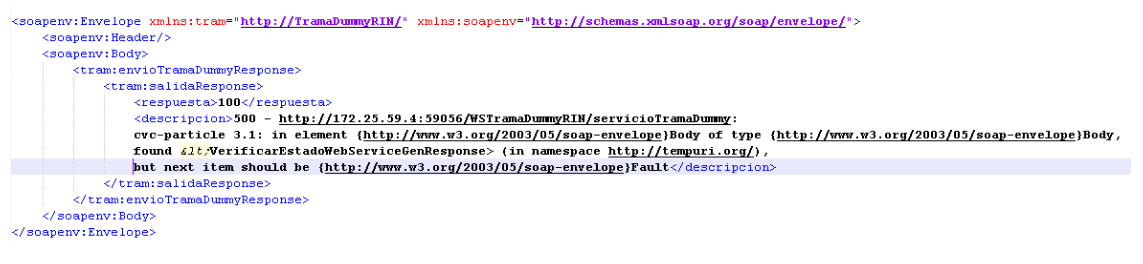 <soapenv:Envelope xmlns:tram="http://TramaDummyRIN/" xmlns:soapenv="http://schemas.xmlsoap.org/soap/envelope/">
<soapenv:Header/>
<soapenv:Body>
<tram:envioTramaDummyResponse>
<tram:salidaResponse>
<respuesta>100</respuesta>
<descripcion>500 - http://172.25.59.4:59056/WSTramaDummyRIN/servicioTramaDummy:
cvc-particle 3.1: in element {http://www.w3.org/2003/05/soap-envelope}Body of type {http://www.w3.org/2003/05/soap-envelope}Body,
found &lt;VerificarEstadoWebServiceGenResponse> (in namespace http://tempuri.org/),
but next item should be {http://www.w3.org/2003/05/soap-envelope}Fault</descripcion>
</tram:salidaResponse>
</tram:envioTramaDummyResponse>
</soapenv:Body>
</soapenv:Envelope>